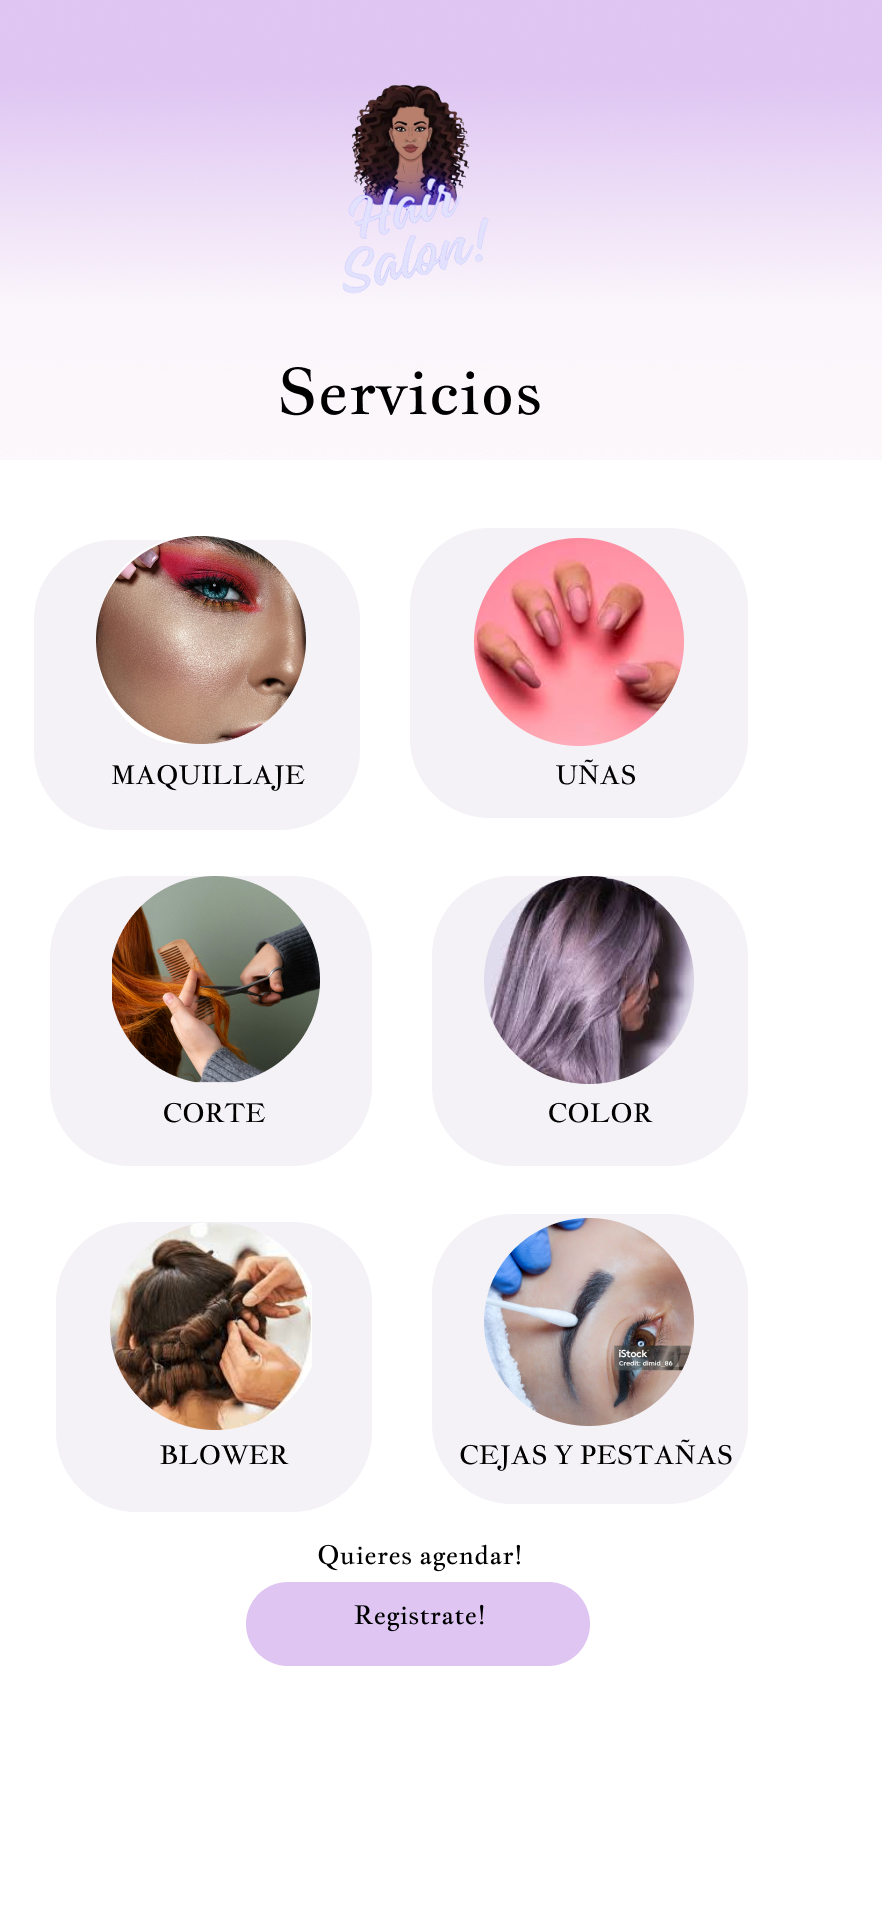 Hair
Salon!
Servicios
MAQUILLAJE
UÑAS
CORTE
COLOR
BLOWER
CEJAS Y PESTAÑAS
iStock
Credit: dimid_86
Quieres agendar!
Registrate!